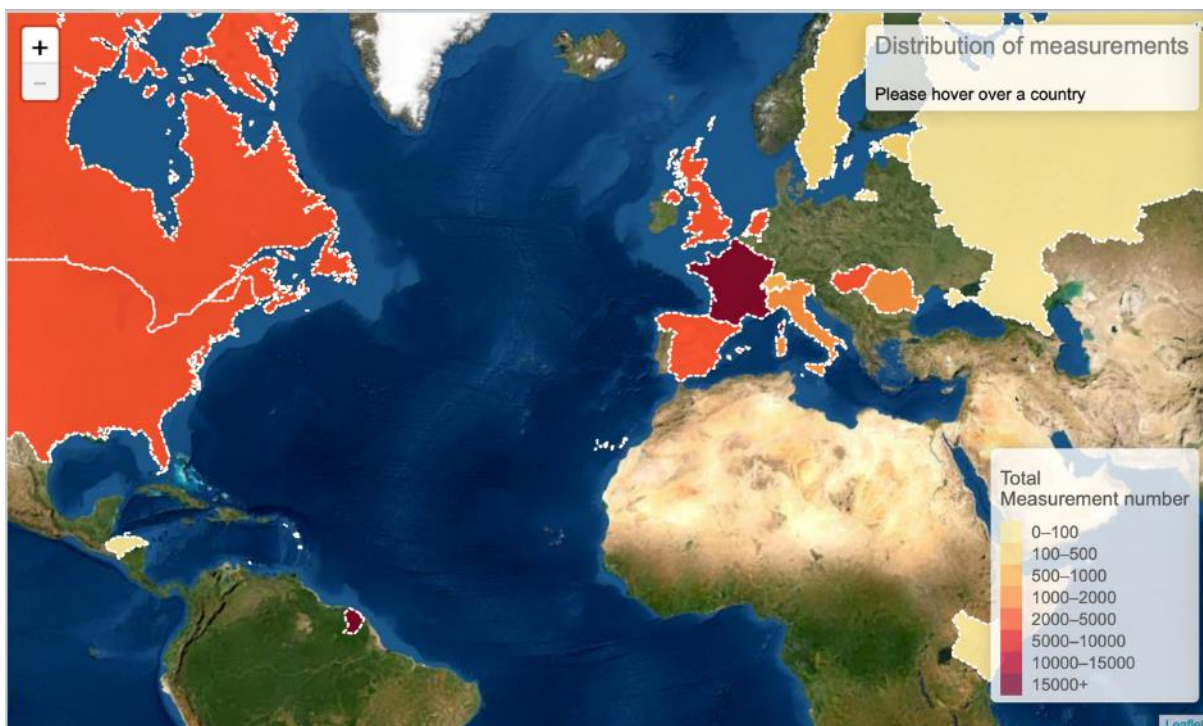 +
−
Distribution of measurements
Please hover over a country
Total
Measurement number
0–100
100–500
500–1000
1000–2000
2000–5000
5000–10000
10000–15000
15000+